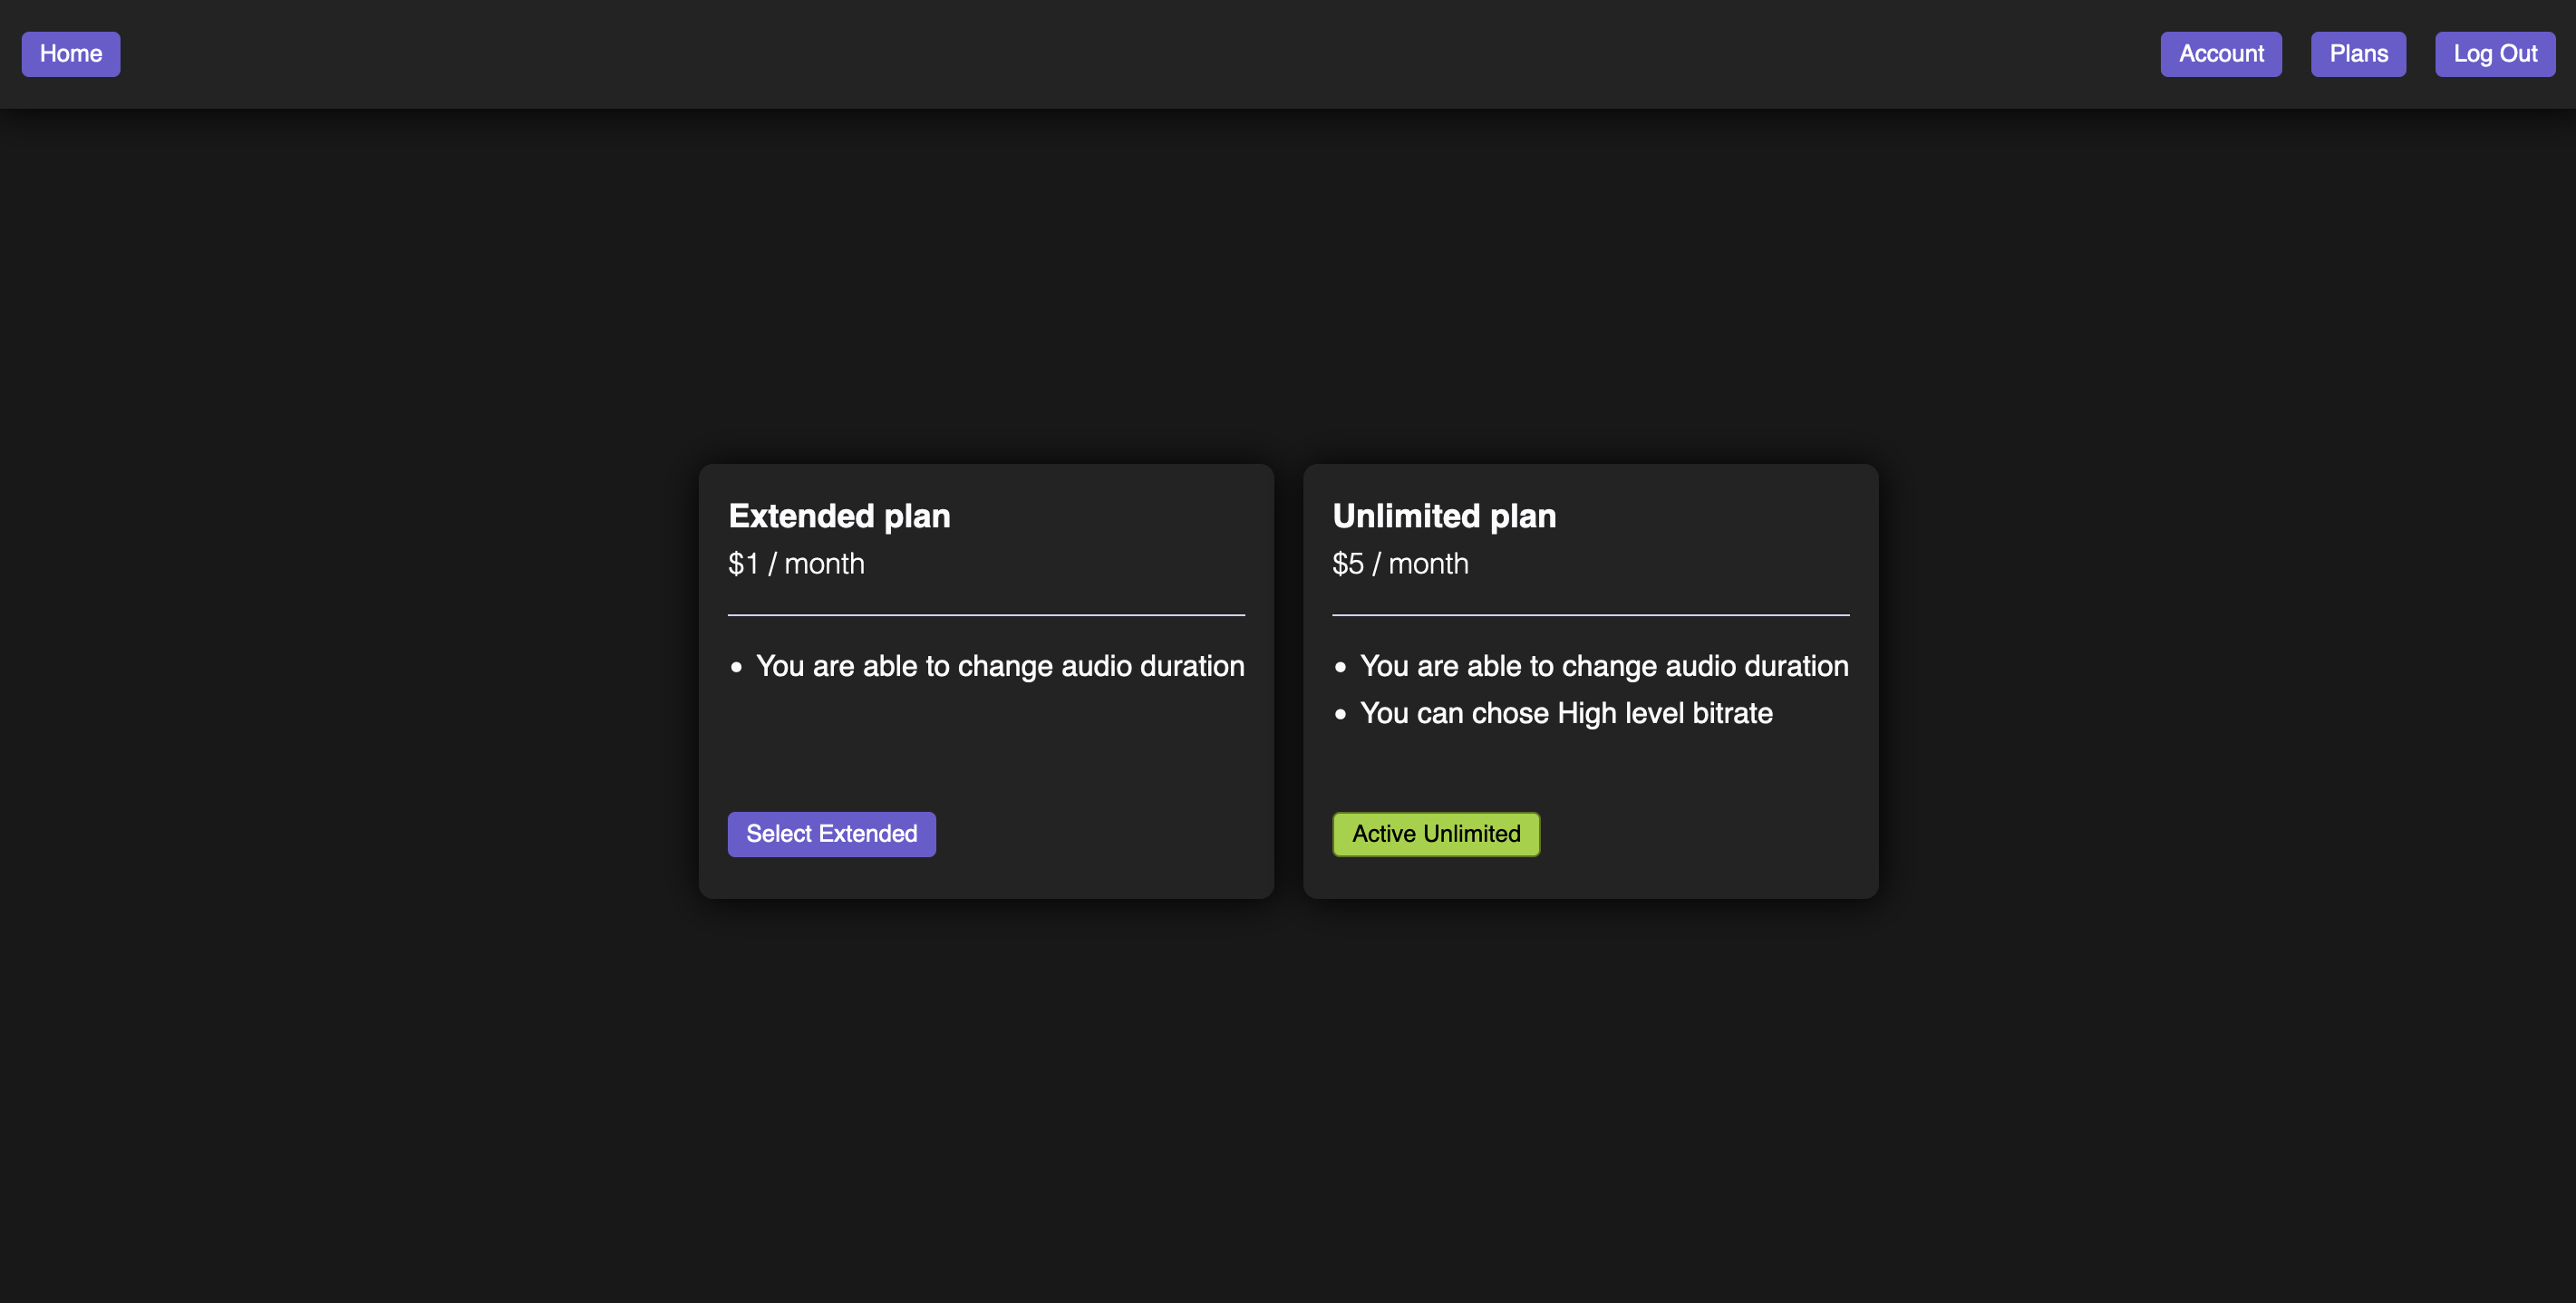 Home
Account
Plans
Log Out
Extended plan
$1 / month
You are able to change audio duration
Select Extended
Unlimited plan
$5 / month
You are able to change audio duration
You can chose High level bitrate
Active Unlimited